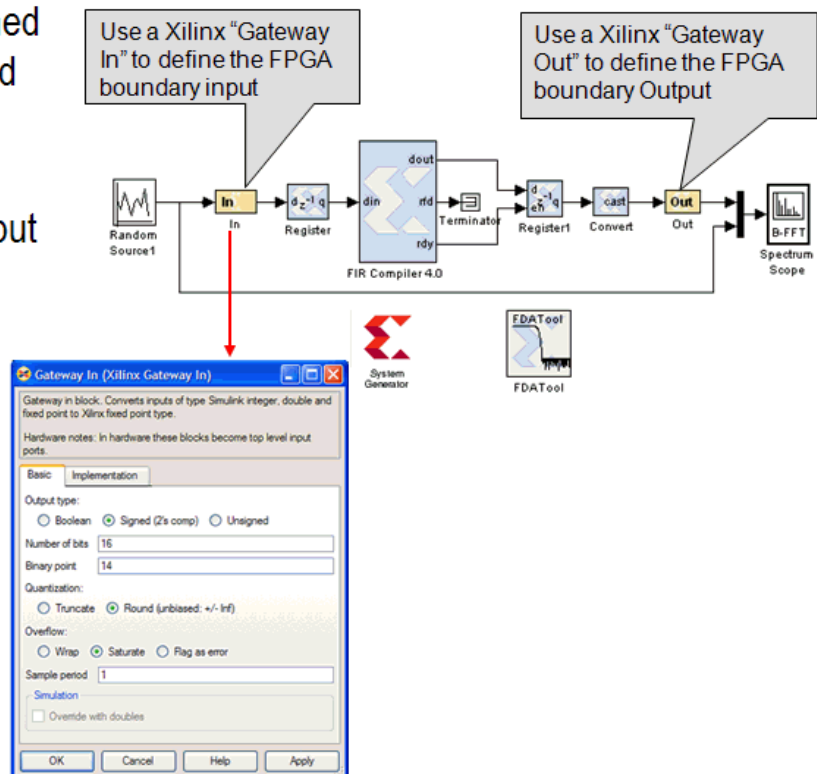 Use a Xilinx “Gateway
In” to define the FPGA
boundary input
Use a Xilinx “Gateway
Out” to define the FPGA
boundary Output
Random
Source1
In
In
d z⁻¹ q
Register
din
dout
rfd
rdy
FIR Compiler 4.0
Terminator
d z⁻¹ q
en
Register1
cast
Convert
Out
Out
B-FFT
Spectrum
Scope
System
Generator
FDATool
FDATool
Gateway In (Xilinx Gateway In)
Gateway in block. Converts inputs of type Simulink integer, double and
fixed point to Xilinx fixed point type.
Hardware notes: In hardware these blocks become top level input
ports.
Basic Implementation
Output type:
Boolean Signed (2's comp) Unsigned
Number of bits 16
Binary point 14
Quantization:
Truncate Round (unbiased: +/- Inf)
Overflow:
Wrap Saturate Flag as error
Sample period 1
Simulation
Override with doubles
OK Cancel Help Apply